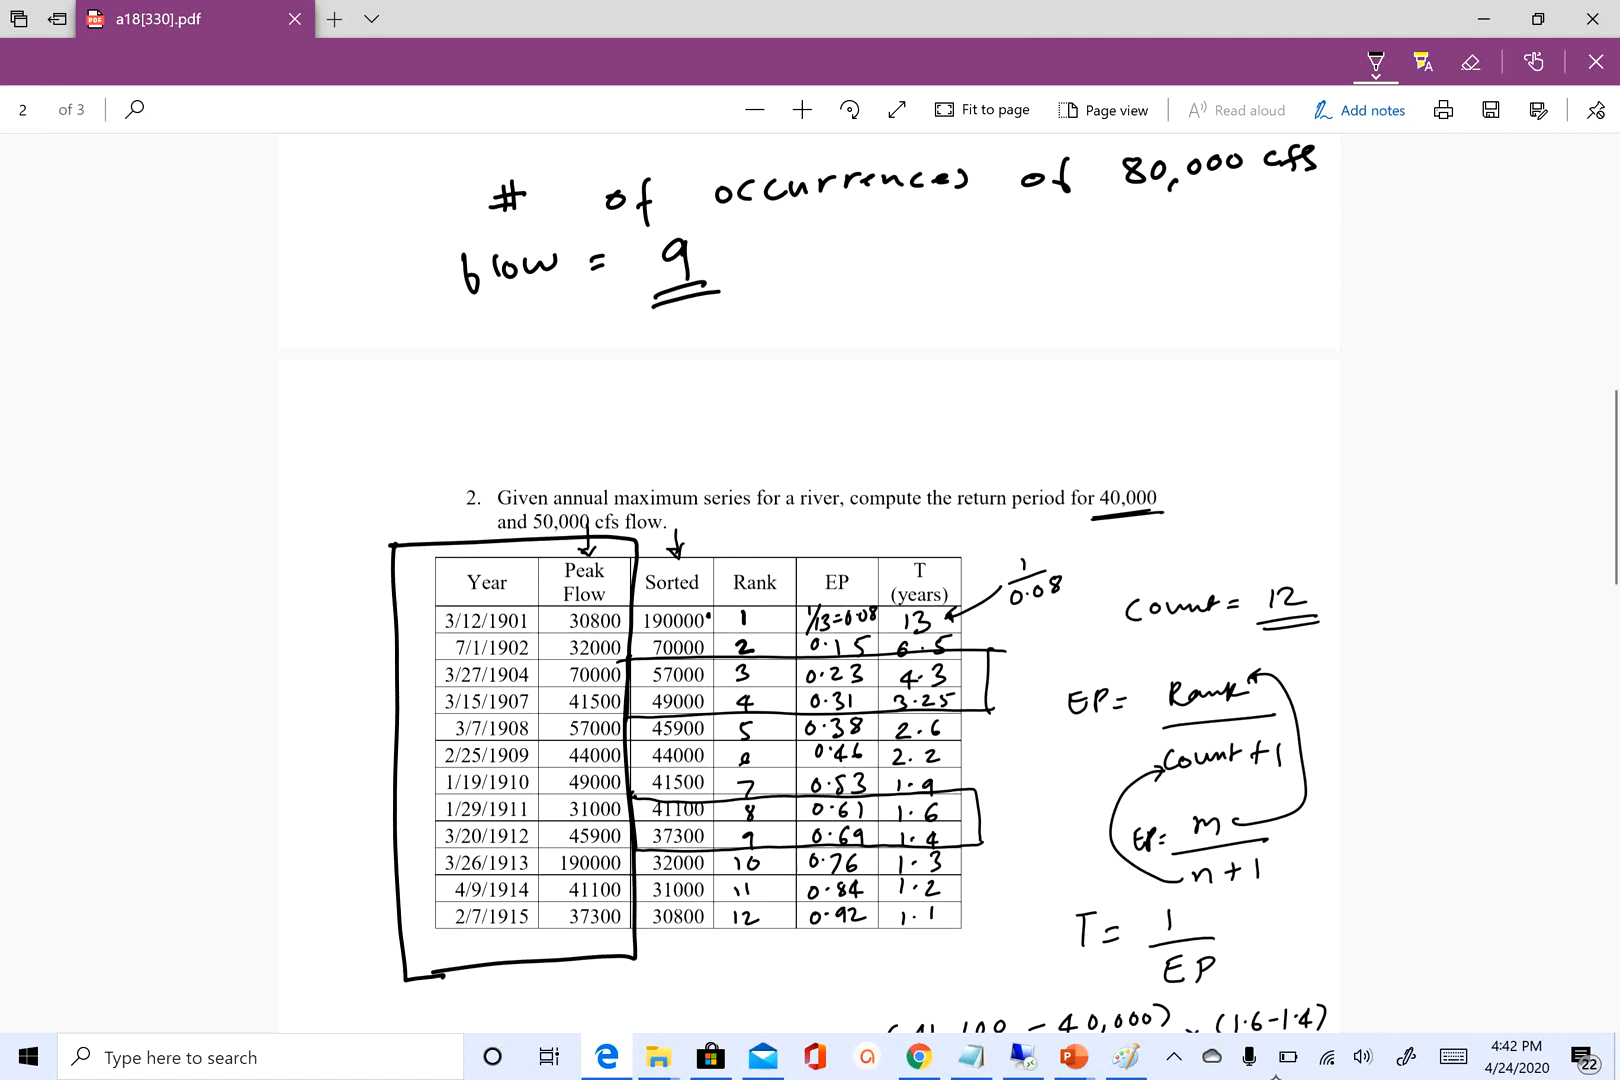 a18[330].pdf
2 of 3
Fit to page
Page view
Read aloud
Add notes
# of occurrences of 80,000 cfs
flow = 9
2. Given annual maximum series for a river, compute the return period for 40,000
and 50,000 cfs flow.
Year Peak Flow Sorted Rank EP T (years)
3/12/1901 30800 190000 1 1/13=0.08 13
7/1/1902 32000 70000 2 0.15 6.5
3/27/1904 70000 57000 3 0.23 4.3
3/15/1907 41500 49000 4 0.31 3.25
3/7/1908 57000 45900 5 0.38 2.6
2/25/1909 44000 44000 6 0.46 2.2
1/19/1910 49000 41500 7 0.53 1.9
1/29/1911 31000 41100 8 0.61 1.6
3/20/1912 45900 37300 9 0.69 1.4
3/26/1913 190000 32000 10 0.76 1.3
4/9/1914 41100 31000 11 0.84 1.2
2/7/1915 37300 30800 12 0.92 1.1
1/0.08
Count = 12
EP = Rank
Count + 1
EP = m
n + 1
T = 1
EP
- 40,000) × (1.6-1.4)
Type here to search
4:42 PM
4/24/2020
22